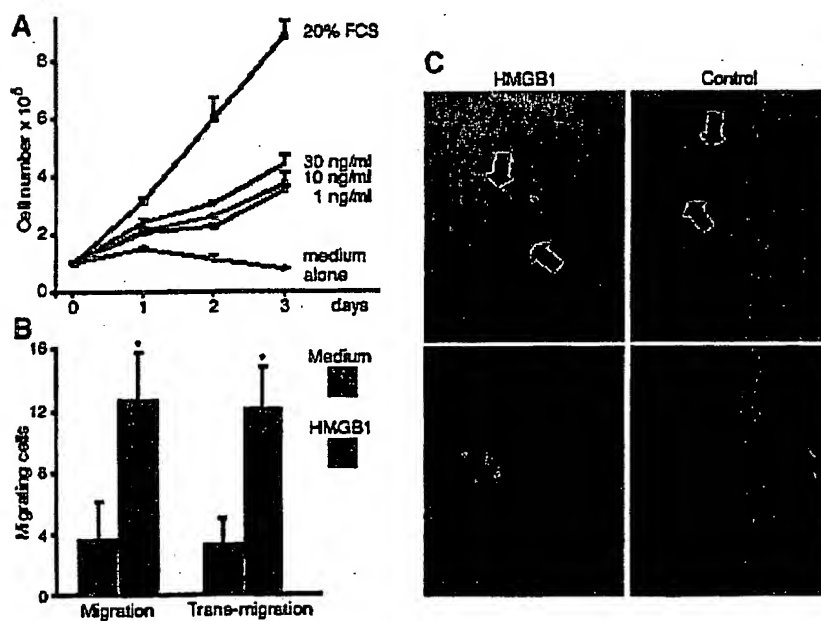 A
20% FCS
8
6
4
2
0
Cell number x 10⁶
30 ng/ml
10 ng/ml
1 ng/ml
medium
alone
0 1 2 3 days
B
16
12
8
4
0
Migrating cells
* *
Medium
HMGB1
Migration Trans-migration
C
HMGB1 Control